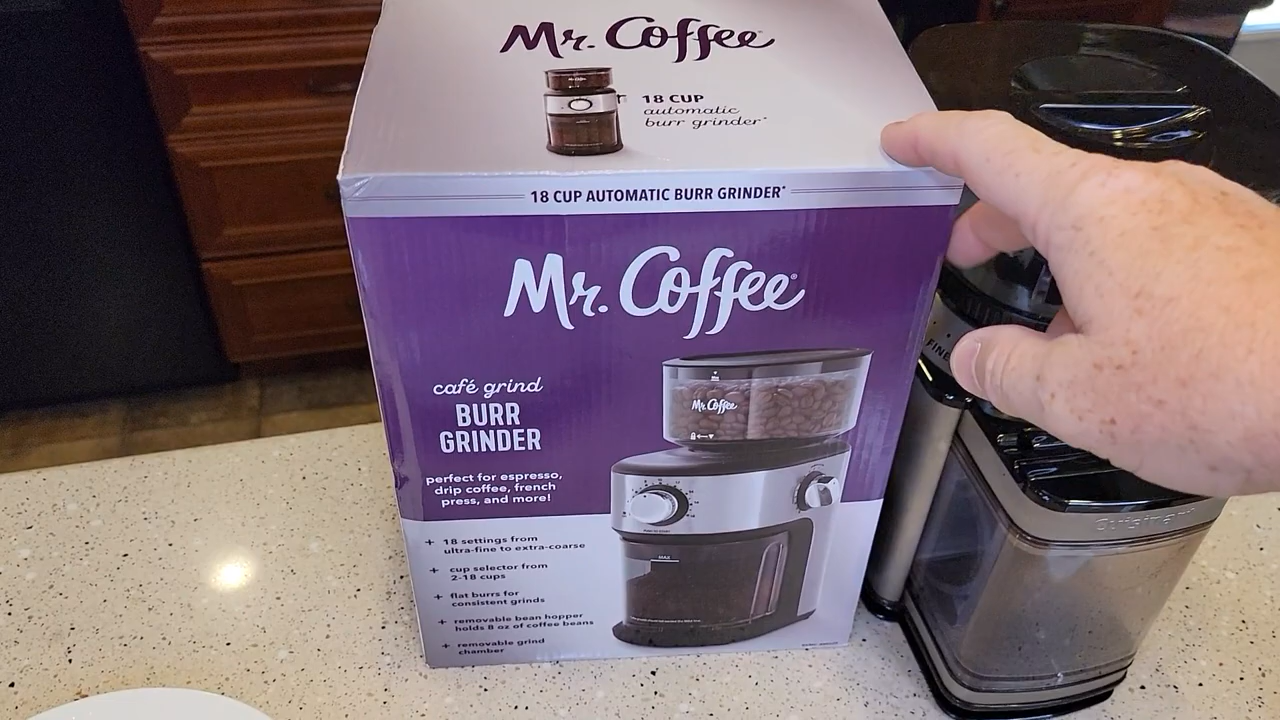 Mr. Coffee
18 CUP
automatic
burr grinder*
18 CUP AUTOMATIC BURR GRINDER*
Mr. Coffee®
café grind
BURR
GRINDER
perfect for espresso,
drip coffee, french
press, and more!
+ 18 settings from
ultra-fine to extra-coarse
+ cup selector from
2-18 cups
+ flat burrs for
consistent grinds
+ removable bean hopper
holds 8 oz of coffee beans
+ removable grind
chamber
Mr. Coffee
MAX
FINE
Cuisinart